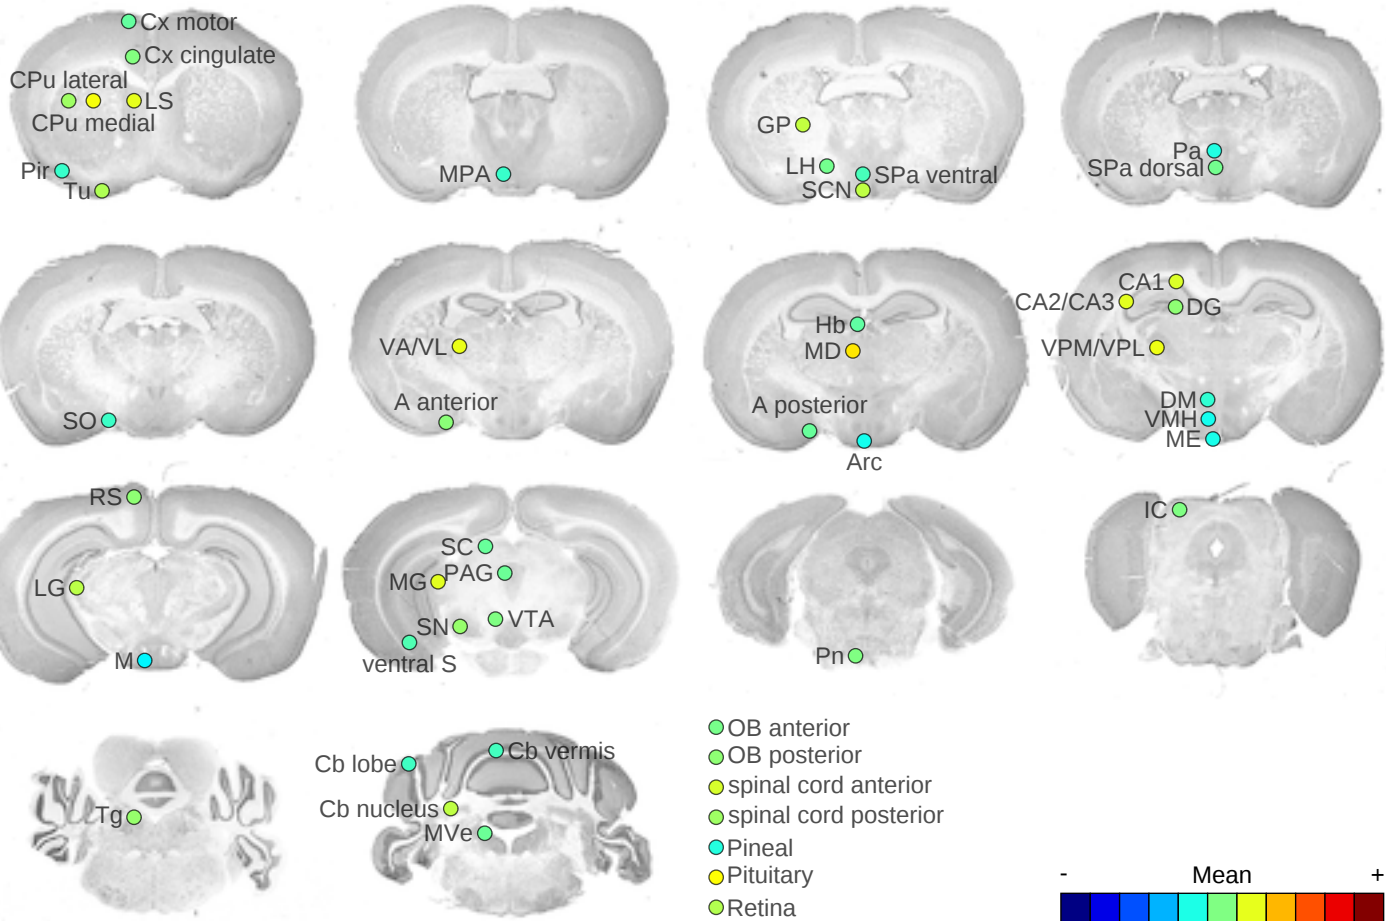 Cx motor
Cx cingulate
CPu lateral
LS
CPu medial
Pir
Tu
MPA
GP
LH
SPa ventral
SCN
Pa
SPa dorsal
SO
VA/VL
A anterior
Hb
MD
A posterior
Arc
CA1
CA2/CA3
DG
VPM/VPL
DM
VMH
ME
RS
LG
M
SC
PAG
MG
VTA
SN
ventral S
Pn
IC
Tg
Cb vermis
Cb lobe
Cb nucleus
MVe
OB anterior
OB posterior
spinal cord anterior
spinal cord posterior
Pineal
Pituitary
Retina
- Mean +